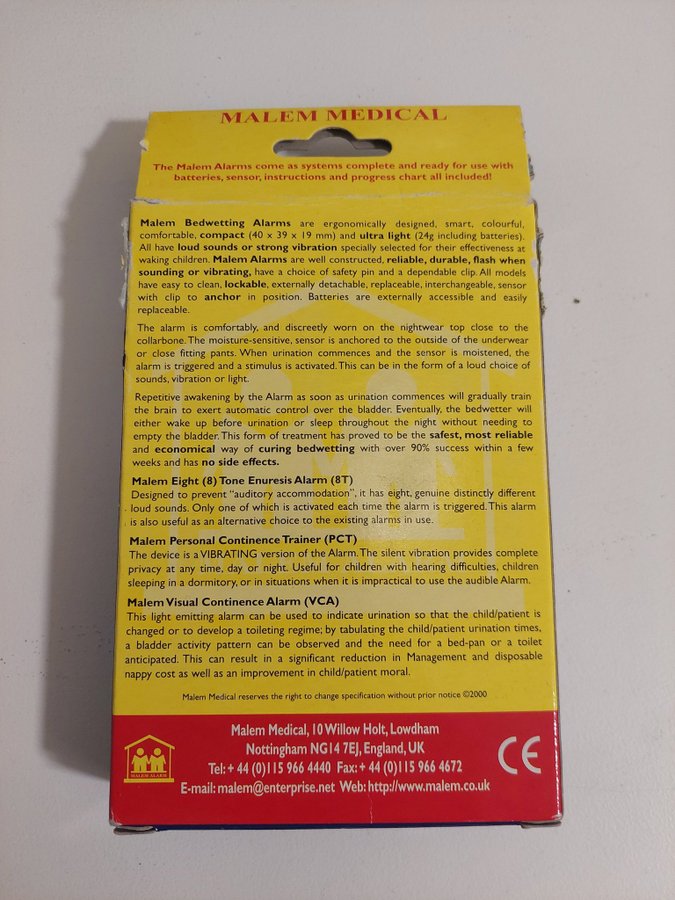 MALEM MEDICAL
The Malem Alarms come as systems complete and ready for use with
batteries, sensor, instructions and progress chart all included!
Malem Bedwetting Alarms are ergonomically designed, smart, colourful,
comfortable, compact (40 x 39 x 19 mm) and ultra light (24g including batteries).
All have loud sounds or strong vibration specially selected for their effectiveness at
waking children. Malem Alarms are well constructed, reliable, durable, flash when
sounding or vibrating, have a choice of safety pin and a dependable clip. All models
have easy to clean, lockable, externally detachable, replaceable, interchangeable, sensor
with clip to anchor in position. Batteries are externally accessible and easily
replaceable.
The alarm is comfortably, and discreetly worn on the nightwear top close to the
collarbone. The moisture-sensitive, sensor is anchored to the outside of the underwear
or close fitting pants. When urination commences and the sensor is moistened, the
alarm is triggered and a stimulus is activated. This can be in the form of a loud choice of
sounds, vibration or light.
Repetitive awakening by the Alarm as soon as urination commences will gradually train
the brain to exert automatic control over the bladder. Eventually, the bedwetter will
either wake up before urination or sleep throughout the night without needing to
empty the bladder. This form of treatment has proved to be the safest, most reliable
and economical way of curing bedwetting with over 90% success within a few
weeks and has no side effects.
Malem Eight (8) Tone Enuresis Alarm (8T)
Designed to prevent "auditory accommodation", it has eight, genuine distinctly different
loud sounds. Only one of which is activated each time the alarm is triggered. This alarm
is also useful as an alternative choice to the existing alarms in use.
Malem Personal Continence Trainer (PCT)
The device is a VIBRATING version of the Alarm. The silent vibration provides complete
privacy at any time, day or night. Useful for children with hearing difficulties, children
sleeping in a dormitory, or in situations when it is impractical to use the audible Alarm.
Malem Visual Continence Alarm (VCA)
This light emitting alarm can be used to indicate urination so that the child/patient is
changed or to develop a toileting regime; by tabulating the child/patient urination times,
a bladder activity pattern can be observed and the need for a bed-pan or a toilet
anticipated. This can result in a significant reduction in Management and disposable
nappy cost as well as an improvement in child/patient moral.
Malem Medical reserves the right to change specification without prior notice ©2000
Malem Medical, 10 Willow Holt, Lowdham
Nottingham NG14 7EJ, England, UK
Tel: + 44 (0)115 966 4440 Fax: + 44 (0)115 966 4672
E-mail: malem@enterprise.net Web: http://www.malem.co.uk
MALEM ALARM
CE